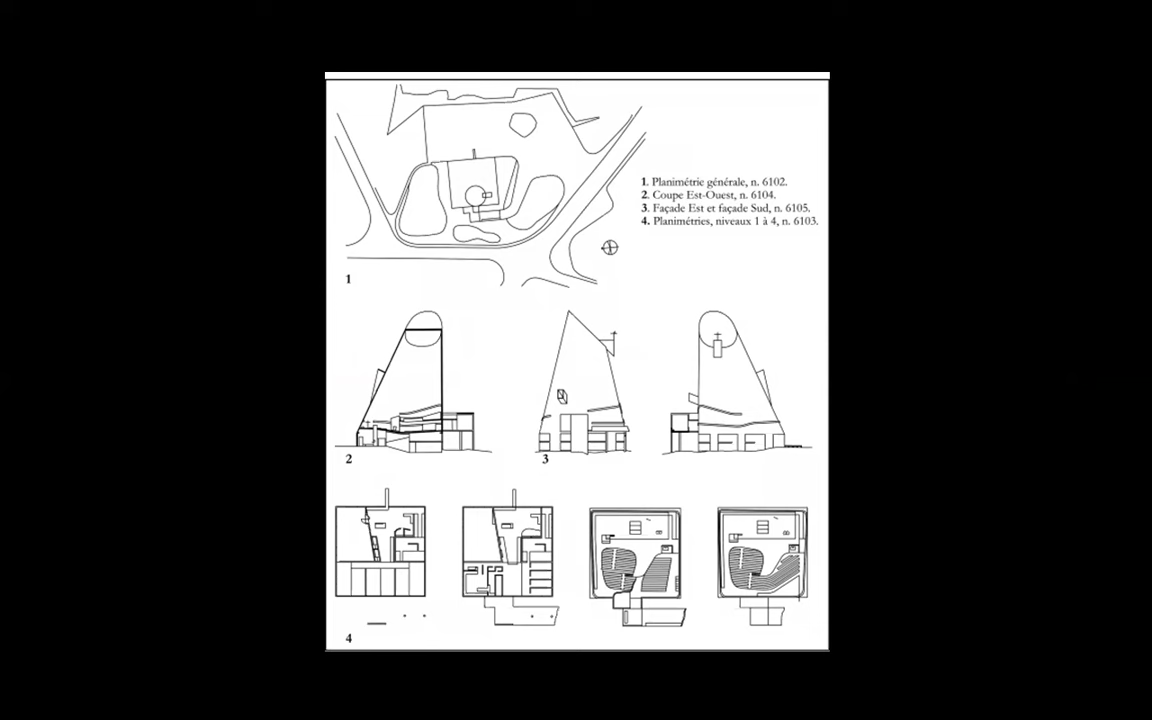 1. Planimétrie générale, n. 6102.
2. Coupe Est-Ouest, n. 6104.
3. Façade Est et façade Sud, n. 6105.
4. Planimétries, niveaux 1 à 4, n. 6103.
1
2
3
4